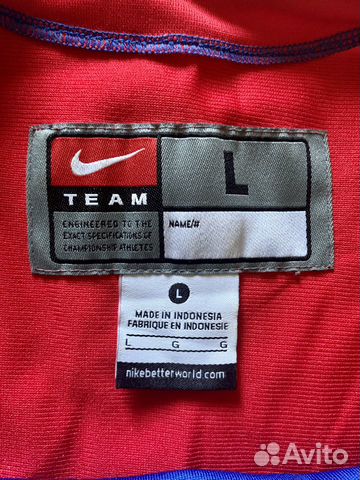 TEAM
ENGINEERED TO THE
EXACT SPECIFICATIONS OF
CHAMPIONSHIP ATHLETES
L
NAME/#
L
MADE IN INDONESIA
FABRIQUE EN INDONESIE
L G G
nikebetterworld.com
Avito